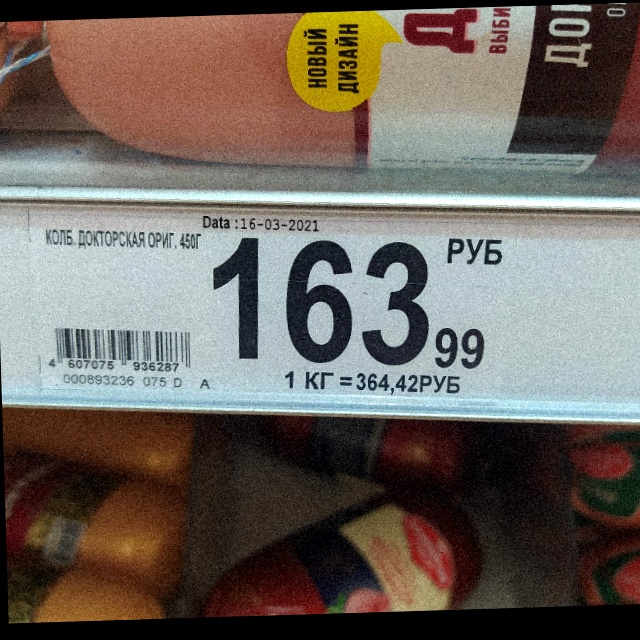 НОВЫЙ
ДИЗАЙН
Data :16-03-2021
КОЛБ. ДОКТОРСКАЯ ОРИГ. 450Г
163 99 РУБ
4 607075 936287
000893236 075 D A
1 КГ = 364,42РУБ